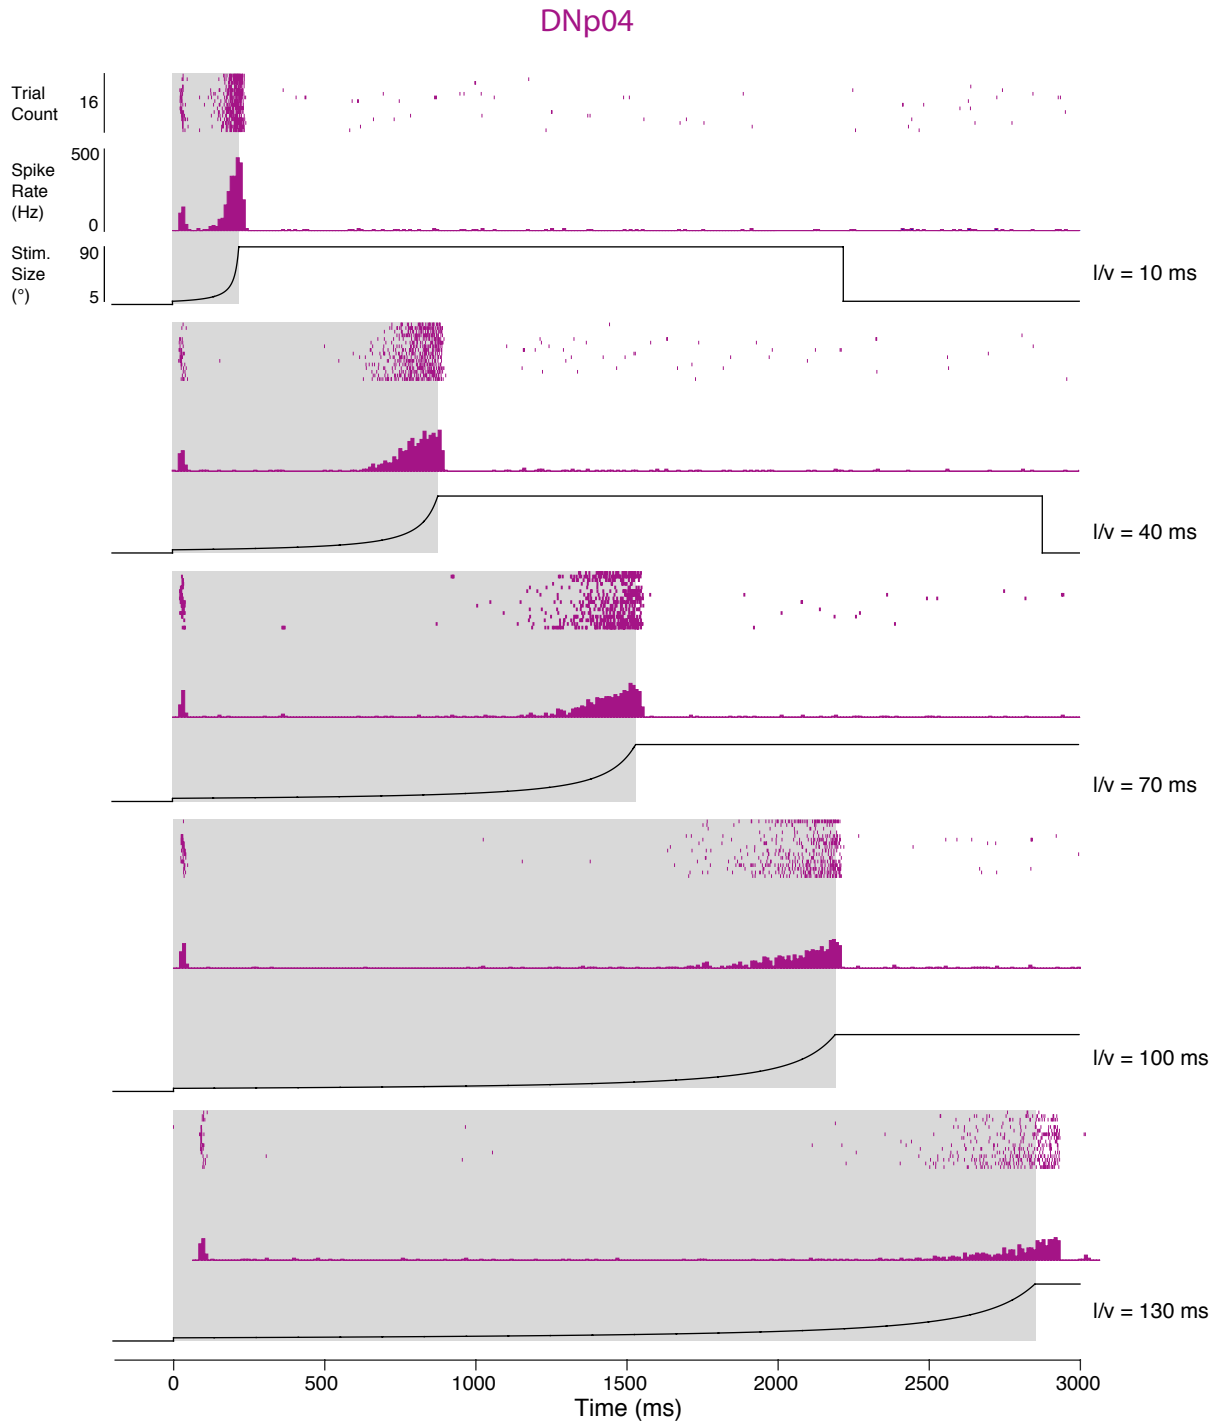 DNp04
Trial
Count
16
Spike
Rate
(Hz)
500
0
Stim.
Size
(°)
90
5
l/v = 10 ms
l/v = 40 ms
l/v = 70 ms
l/v = 100 ms
l/v = 130 ms
0 500 1000 1500 2000 2500 3000
Time (ms)